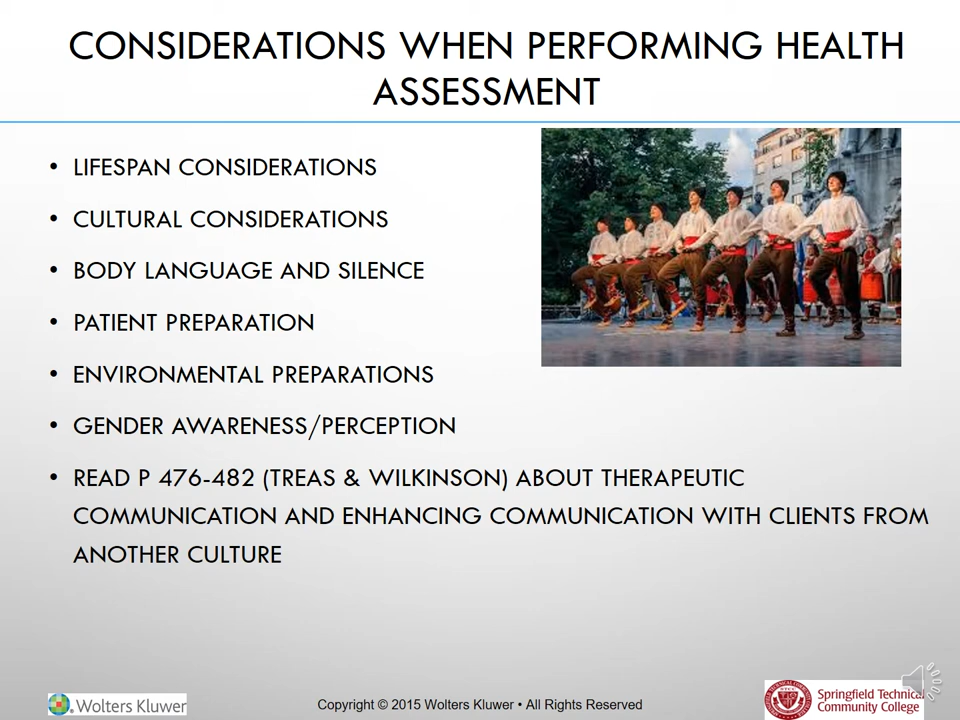 CONSIDERATIONS WHEN PERFORMING HEALTH
ASSESSMENT
• LIFESPAN CONSIDERATIONS
• CULTURAL CONSIDERATIONS
• BODY LANGUAGE AND SILENCE
• PATIENT PREPARATION
• ENVIRONMENTAL PREPARATIONS
• GENDER AWARENESS/PERCEPTION
• READ P 476-482 (TREAS & WILKINSON) ABOUT THERAPEUTIC
COMMUNICATION AND ENHANCING COMMUNICATION WITH CLIENTS FROM
ANOTHER CULTURE
Wolters Kluwer
Copyright © 2015 Wolters Kluwer • All Rights Reserved
Springfield Technical
Community College